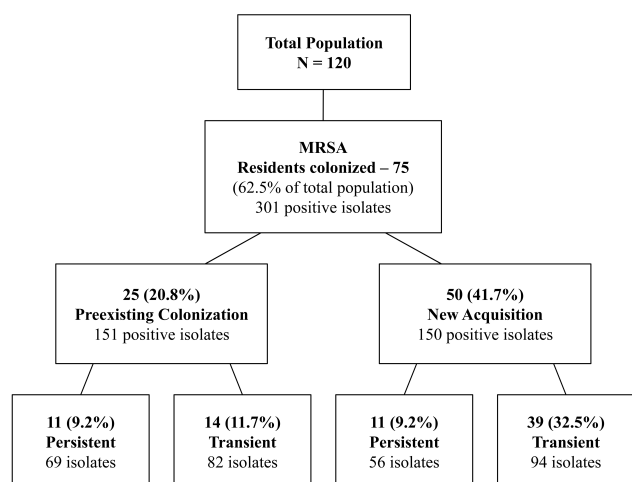 Total Population
N = 120
MRSA
Residents colonized – 75
(62.5% of total population)
301 positive isolates
25 (20.8%)
Preexisting Colonization
151 positive isolates
50 (41.7%)
New Acquisition
150 positive isolates
11 (9.2%)
Persistent
69 isolates
14 (11.7%)
Transient
82 isolates
11 (9.2%)
Persistent
56 isolates
39 (32.5%)
Transient
94 isolates